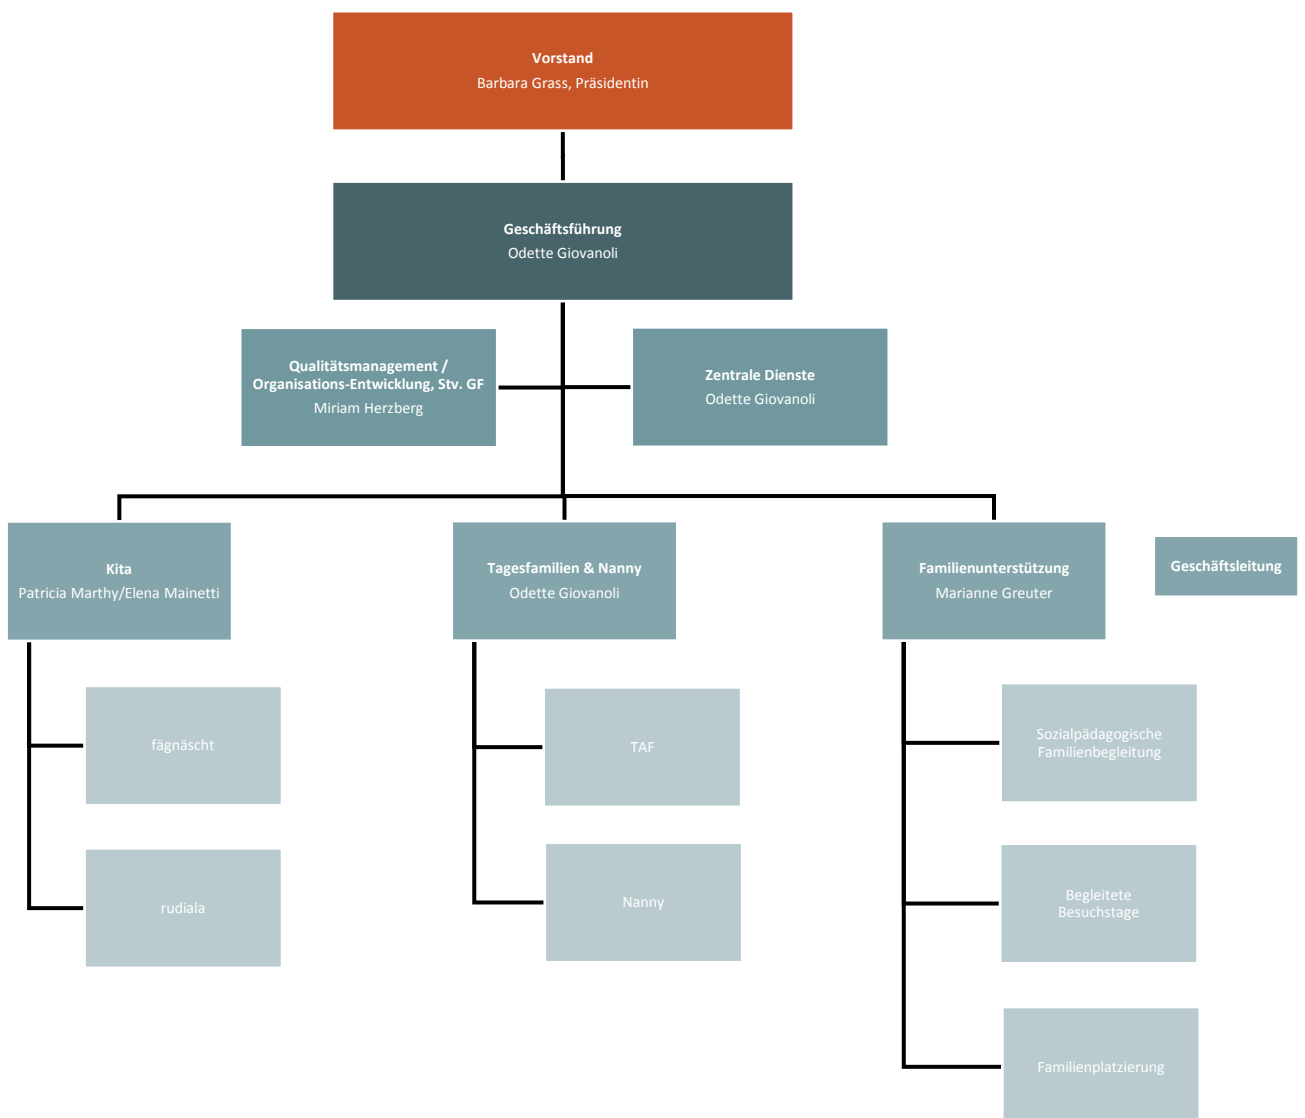 Vorstand
Barbara Grass, Präsidentin
Geschäftsführung
Odette Giovanoli
Qualitätsmanagement /
Organisations-Entwicklung, Stv. GF
Miriam Herzberg
Zentrale Dienste
Odette Giovanoli
Kita
Patricia Marthy/Elena Mainetti
Tagesfamilien & Nanny
Odette Giovanoli
Familienunterstützung
Marianne Greuter
Geschäftsleitung
fägnäscht
rudiala
TAF
Nanny
Sozialpädagogische
Familienbegleitung
Begleitete
Besuchstage
Familienplatzierung